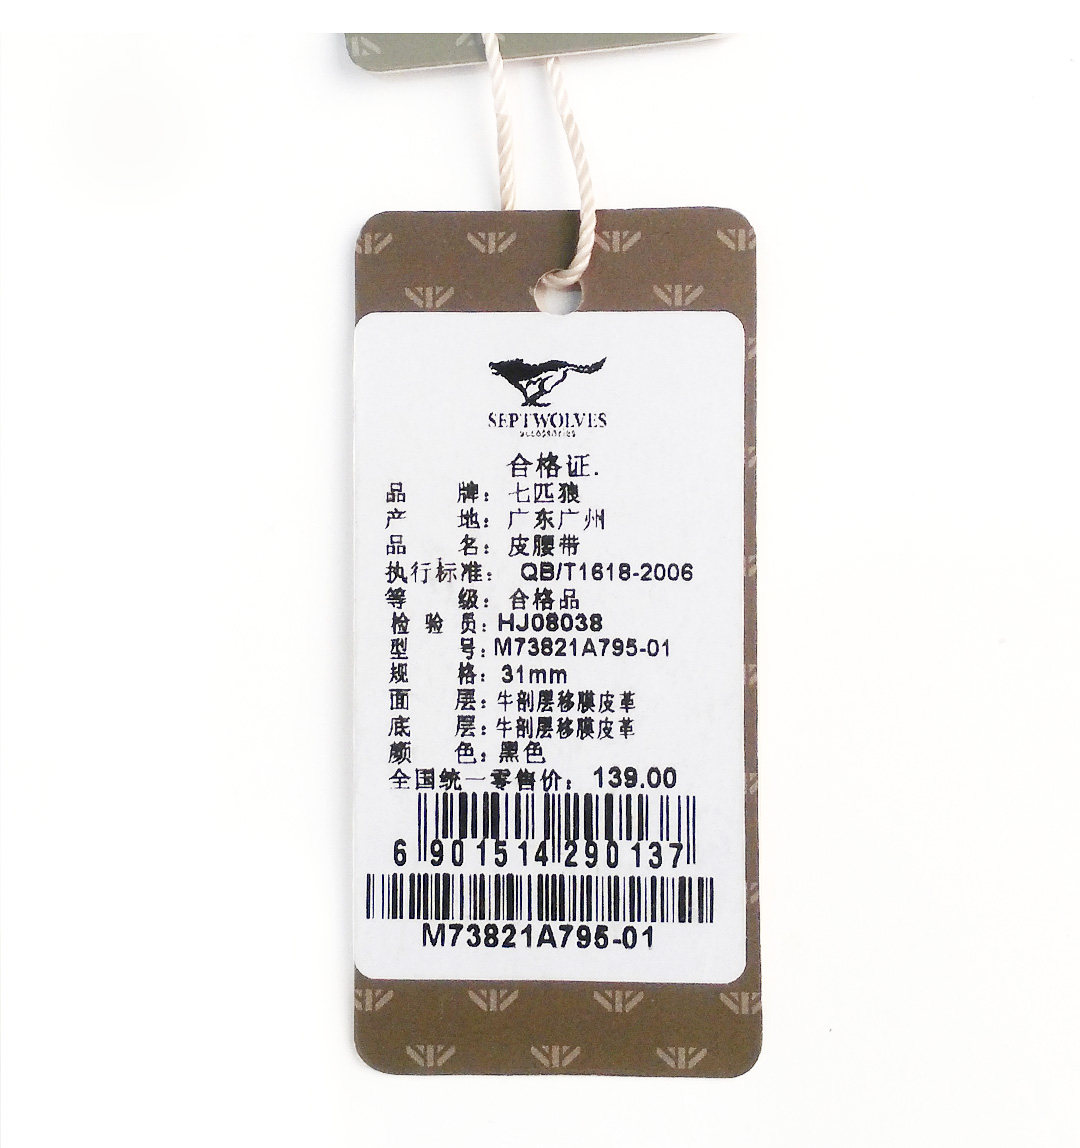 SEPTWOLVES
ACCESSORIES
合格证.
品 牌: 七匹狼
产 地: 广东广州
品 名: 皮腰带
执行标准: QB/T1618-2006
等 级: 合格品
检 验 员: HJ08038
型 号: M73821A795-01
规 格: 31mm
面 层: 牛剖层移膜皮革
底 层: 牛剖层移膜皮革
颜 色: 黑色
全国统一零售价: 139.00
6 901514 290137
M73821A795-01